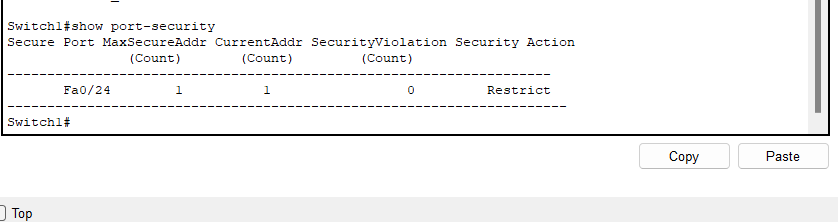 Switch1#show port-security
Secure Port MaxSecureAddr CurrentAddr SecurityViolation Security Action
(Count) (Count) (Count)
--------------------------------------------------------------------
Fa0/24 1 1 0 Restrict
----------------------------------------------------------------------
Switch1#
Copy Paste
Top